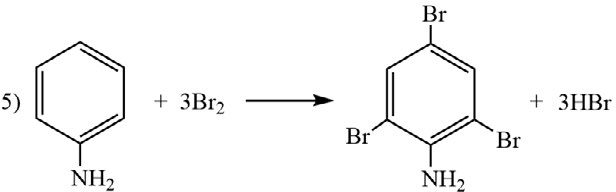 Br
5) + 3Br₂ + 3HBr
Br Br
NH₂ NH₂